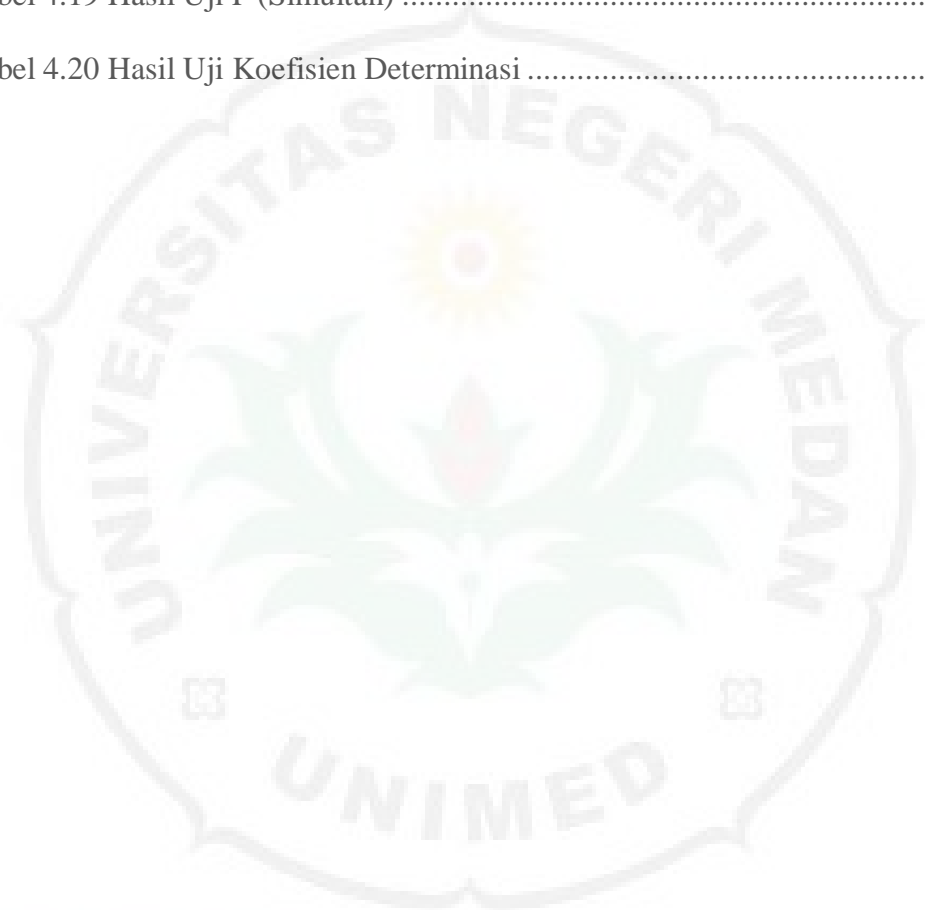 bel 4.19 Hasil Uji F (Simultan) ................................................................
bel 4.20 Hasil Uji Koefisien Determinasi ................................................
UNIVERSITAS NEGERI MEDAN
UNIMED